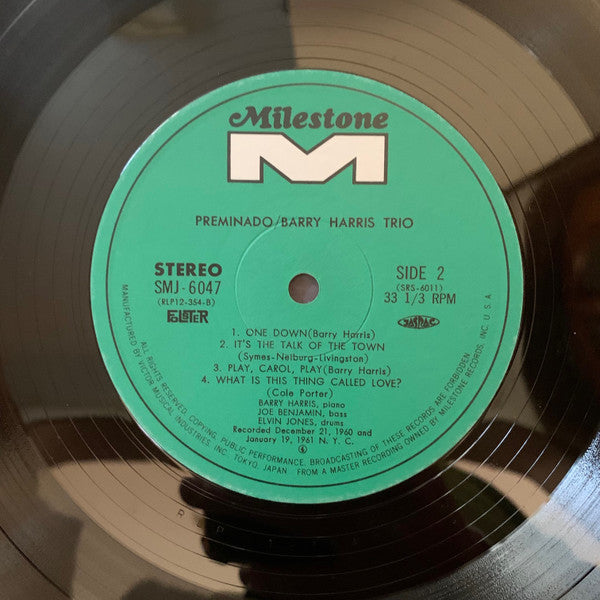 Milestone
M
PREMINADO/BARRY HARRIS TRIO
STEREO
SMJ-6047
(RLP12-354-B)
FOLSTER
SIDE 2
(SRS-6011)
33 1/3 RPM
JASRAC
1. ONE DOWN(Barry Harris)
2. IT'S THE TALK OF THE TOWN
(Symes-Neiburg-Livingston)
3. PLAY, CAROL, PLAY(Barry Harris)
4. WHAT IS THIS THING CALLED LOVE?
(Cole Porter)
BARRY HARRIS, piano
JOE BENJAMIN, bass
ELVIN JONES, drums
Recorded December 21, 1960 and
January 19, 1961 N. Y. C.
MANUFACTURED BY VICTOR MUSICAL INDUSTRIES, INC. TOKYO, JAPAN FROM A MASTER RECORDING OWNED BY MILESTONE RECORDS, INC. U.S.A.
ALL RIGHTS RESERVED. COPYING, PUBLIC PERFORMANCE, BROADCASTING OF THESE RECORDS ARE FORBIDDEN